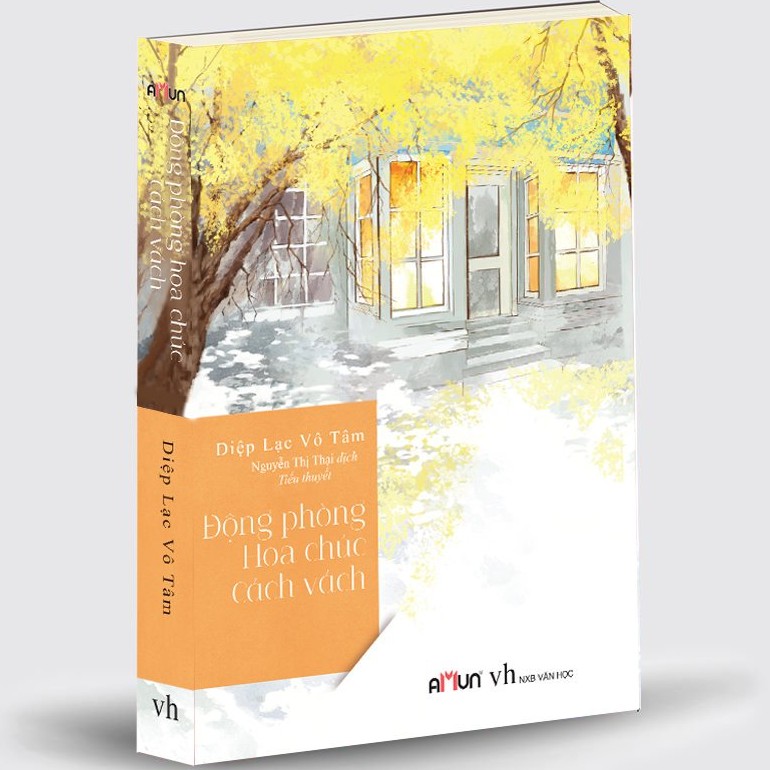 AMUN
Động phòng hoa chúc
cách vách
Diệp Lạc Vô Tâm
vh
Diệp Lạc Vô Tâm
Nguyễn Thị Thại dịch
Tiểu thuyết
Động phòng
Hoa chúc
Cách vách
AMUN vh NXB VĂN HỌC